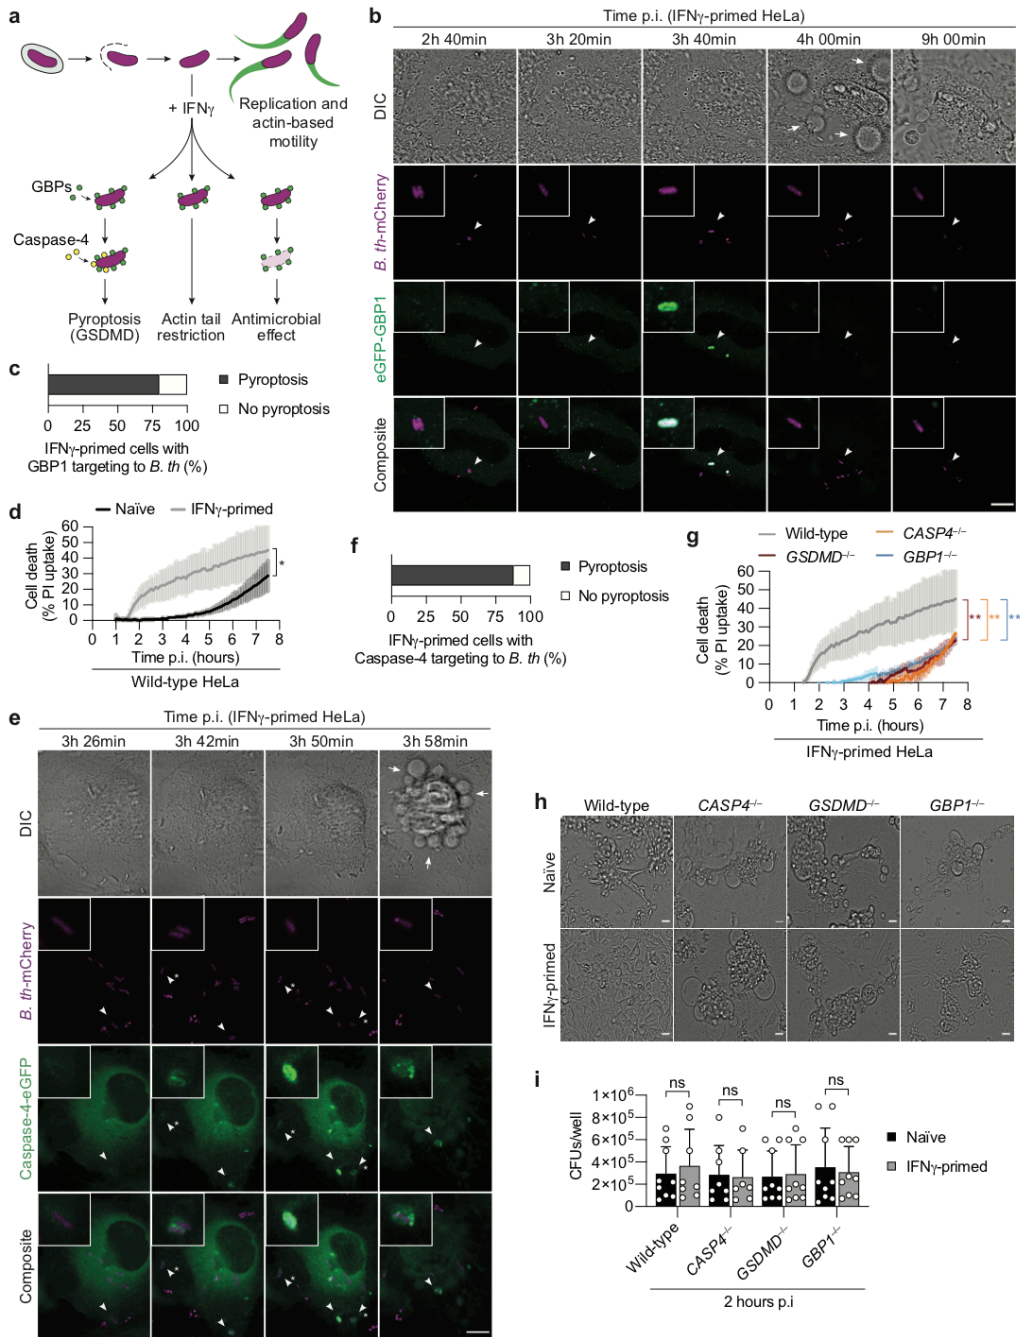 a
+ IFNγ
Replication and
actin-based
motility
GBPs
Caspase-4
Pyroptosis
(GSDMD)
Actin tail
restriction
Antimicrobial
effect
b
Time p.i. (IFNγ-primed HeLa)
2h 40min
3h 20min
3h 40min
4h 00min
9h 00min
DIC
B. th-mCherry
eGFP-GBP1
Composite
c
Pyroptosis
No pyroptosis
0 25 50 75 100
IFNγ-primed cells with
GBP1 targeting to B. th (%)
d
Naïve
IFNγ-primed
Cell death
(% PI uptake)
60
50
40
30
20
10
0
*
0 1 2 3 4 5 6 7 8
Time p.i. (hours)
Wild-type HeLa
e
Time p.i. (IFNγ-primed HeLa)
3h 26min
3h 42min
3h 50min
3h 58min
DIC
B. th-mCherry
Caspase-4-eGFP
Composite
f
Pyroptosis
No pyroptosis
0 25 50 75 100
IFNγ-primed cells with
Caspase-4 targeting to B. th (%)
g
Wild-type
CASP4–/–
GSDMD–/–
GBP1–/–
Cell death
(% PI uptake)
60
50
40
30
20
10
0
** ** **
0 1 2 3 4 5 6 7 8
Time p.i. (hours)
IFNγ-primed HeLa
h
Wild-type
CASP4–/–
GSDMD–/–
GBP1–/–
Naïve
IFNγ-primed
i
ns
ns
ns
ns
CFUs/well
1×10⁶
8×10⁵
6×10⁵
4×10⁵
2×10⁵
0
Naïve
IFNγ-primed
Wild-type
CASP4–/–
GSDMD–/–
GBP1–/–
2 hours p.i